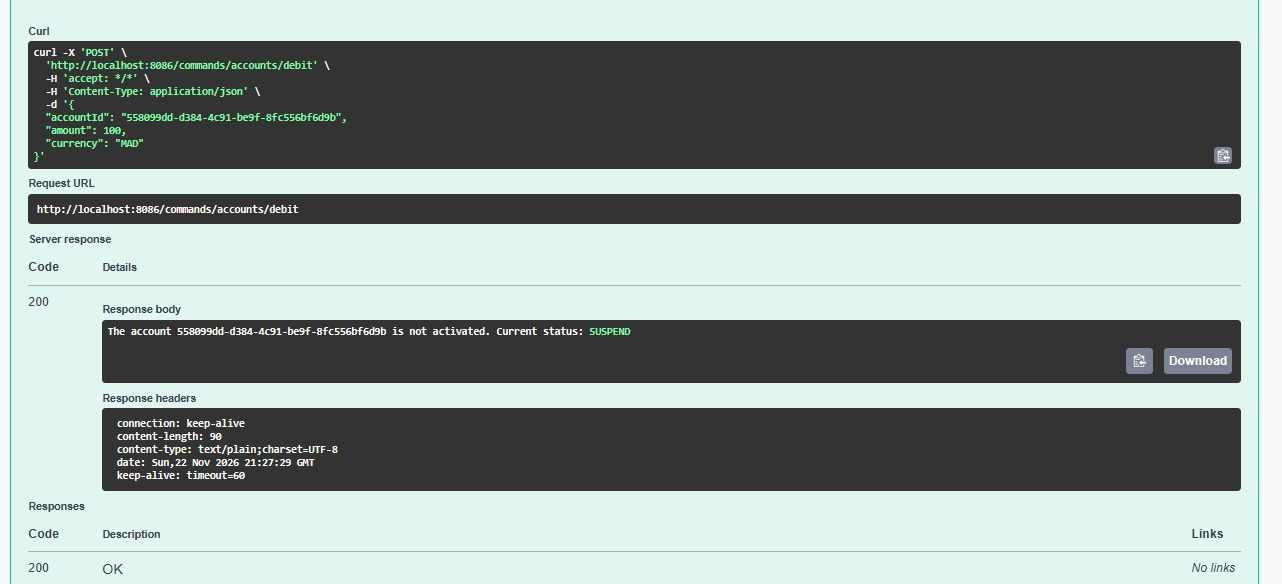 Curl
curl -X 'POST' \
'http://localhost:8086/commands/accounts/debit' \
-H 'accept: */*' \
-H 'Content-Type: application/json' \
-d '{
"accountId": "558099dd-d384-4c91-be9f-8fc556bf6d9b",
"amount": 100,
"currency": "MAD"
}'
Request URL
http://localhost:8086/commands/accounts/debit
Server response
Code Details
200
Response body
The account 558099dd-d384-4c91-be9f-8fc556bf6d9b is not activated. Current status: SUSPEND
Download
Response headers
connection: keep-alive
content-length: 90
content-type: text/plain;charset=UTF-8
date: Sun,22 Nov 2026 21:27:29 GMT
keep-alive: timeout=60
Responses
Code Description Links
200 OK No links